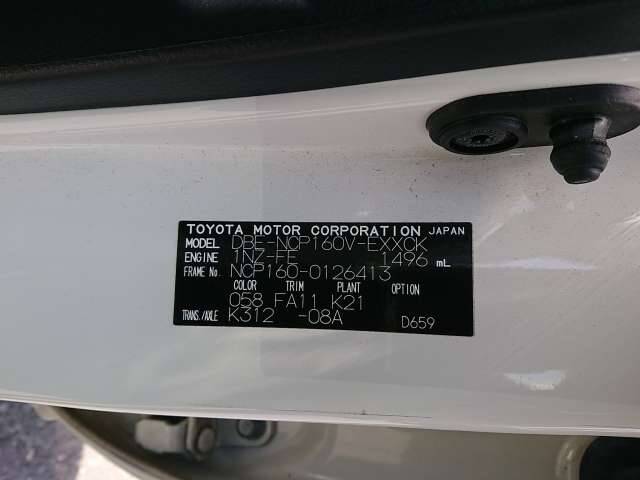 TOYOTA MOTOR CORPORATION JAPAN
MODEL DBE-NCP160V-EXXCK
ENGINE 1NZ-FE 1496 mL
FRAME No. NCP160-0126413
COLOR TRIM PLANT OPTION
058 FA11 K21
TRANS./AXLE K312 -08A D659